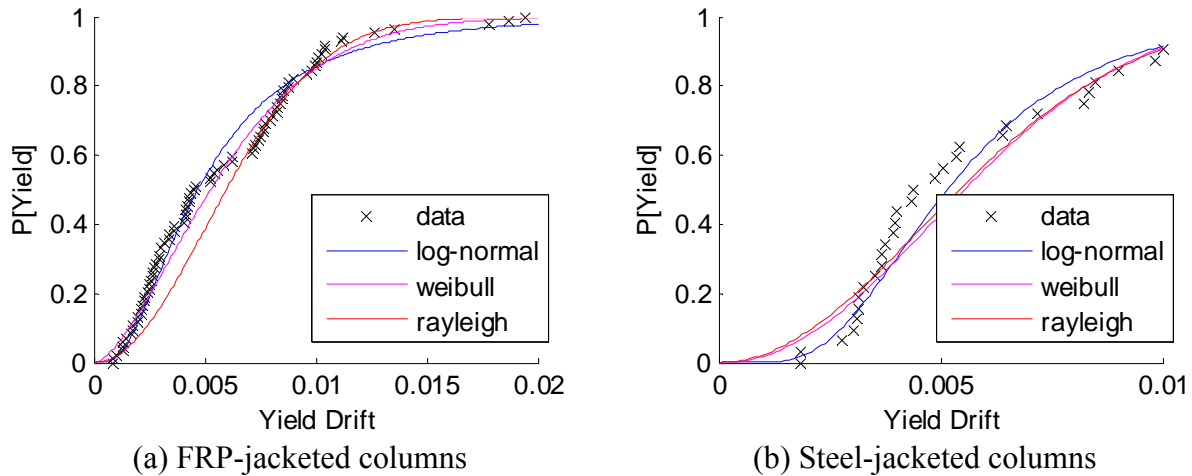 1
0.8
0.6
0.4
0.2
0
P[Yield]
data
log-normal
weibull
rayleigh
0 0.005 0.01 0.015 0.02
Yield Drift
(a) FRP-jacketed columns
1
0.8
0.6
0.4
0.2
0
P[Yield]
data
log-normal
weibull
rayleigh
0 0.005 0.01
Yield Drift
(b) Steel-jacketed columns